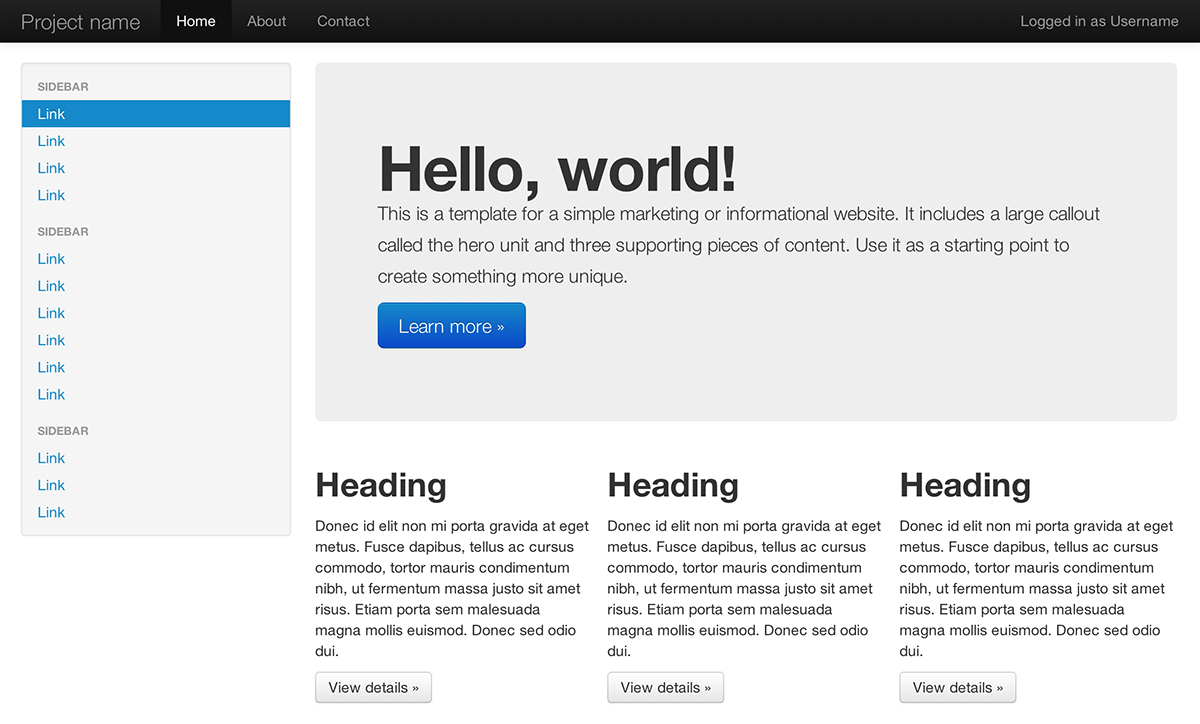 Project name Home About Contact Logged in as Username
SIDEBAR
Link
Link
Link
Link
SIDEBAR
Link
Link
Link
Link
Link
Link
SIDEBAR
Link
Link
Link
Hello, world!
This is a template for a simple marketing or informational website. It includes a large callout
called the hero unit and three supporting pieces of content. Use it as a starting point to
create something more unique.
Learn more »
Heading
Donec id elit non mi porta gravida at eget
metus. Fusce dapibus, tellus ac cursus
commodo, tortor mauris condimentum
nibh, ut fermentum massa justo sit amet
risus. Etiam porta sem malesuada
magna mollis euismod. Donec sed odio
dui.
View details »
Heading
Donec id elit non mi porta gravida at eget
metus. Fusce dapibus, tellus ac cursus
commodo, tortor mauris condimentum
nibh, ut fermentum massa justo sit amet
risus. Etiam porta sem malesuada
magna mollis euismod. Donec sed odio
dui.
View details »
Heading
Donec id elit non mi porta gravida at eget
metus. Fusce dapibus, tellus ac cursus
commodo, tortor mauris condimentum
nibh, ut fermentum massa justo sit amet
risus. Etiam porta sem malesuada
magna mollis euismod. Donec sed odio
dui.
View details »